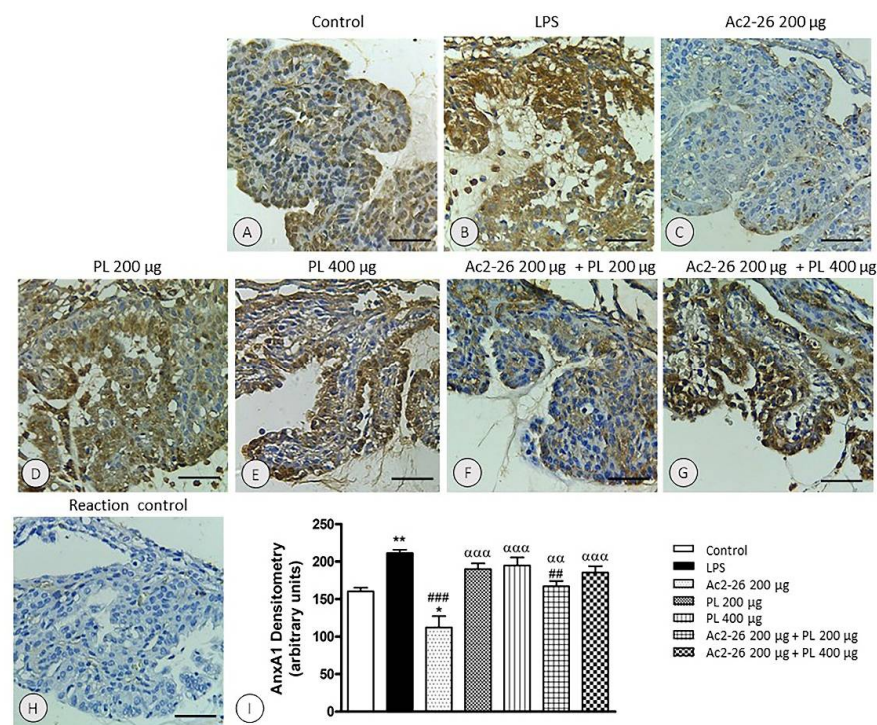 Control LPS Ac2-26 200 µg
A B C
PL 200 µg PL 400 µg Ac2-26 200 µg + PL 200 µg Ac2-26 200 µg + PL 400 µg
D E F G
Reaction control
H
I
AnxA1 Densitometry
(arbitrary units)
250
200
150
100
50
0
**
###
*
ααα
ααα
αα
##
ααα
Control
LPS
Ac2-26 200 µg
PL 200 µg
PL 400 µg
Ac2-26 200 µg + PL 200 µg
Ac2-26 200 µg + PL 400 µg